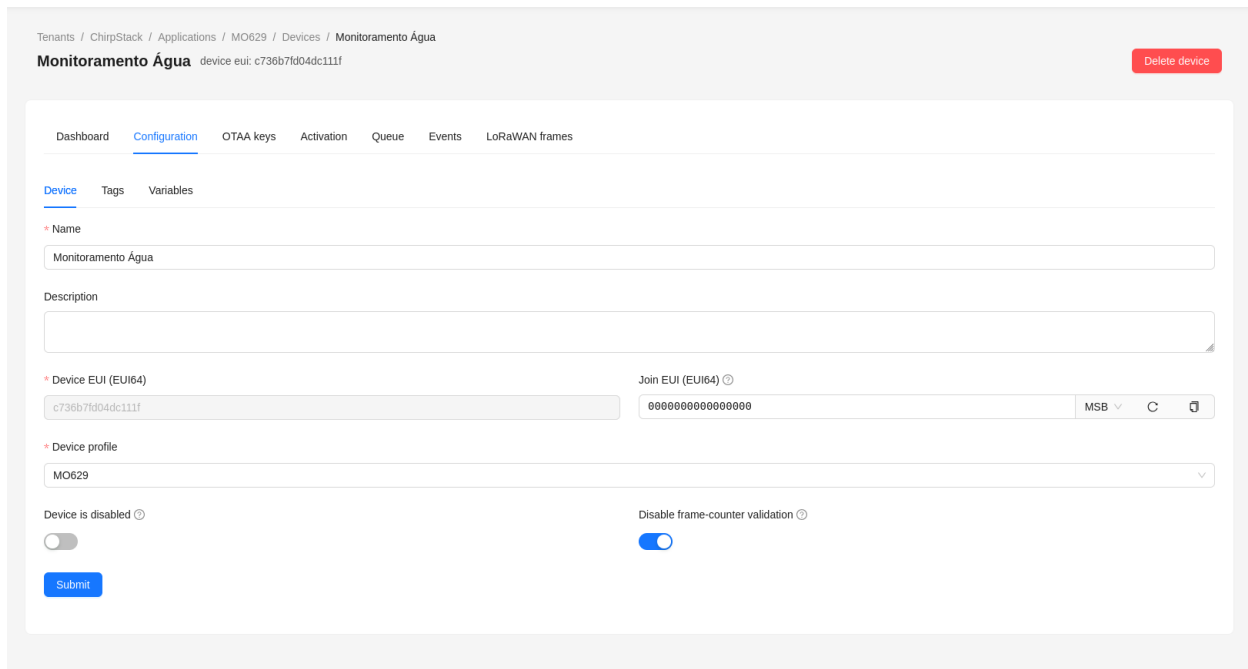 Tenants / ChirpStack / Applications / MO629 / Devices / Monitoramento Água
Monitoramento Água device eui: c736b7fd04dc111f
Delete device
Dashboard Configuration OTAA keys Activation Queue Events LoRaWAN frames
Device Tags Variables
* Name
Monitoramento Água
Description
* Device EUI (EUI64) Join EUI (EUI64)
c736b7fd04dc111f 0000000000000000 MSB
* Device profile
MO629
Device is disabled Disable frame-counter validation
Submit